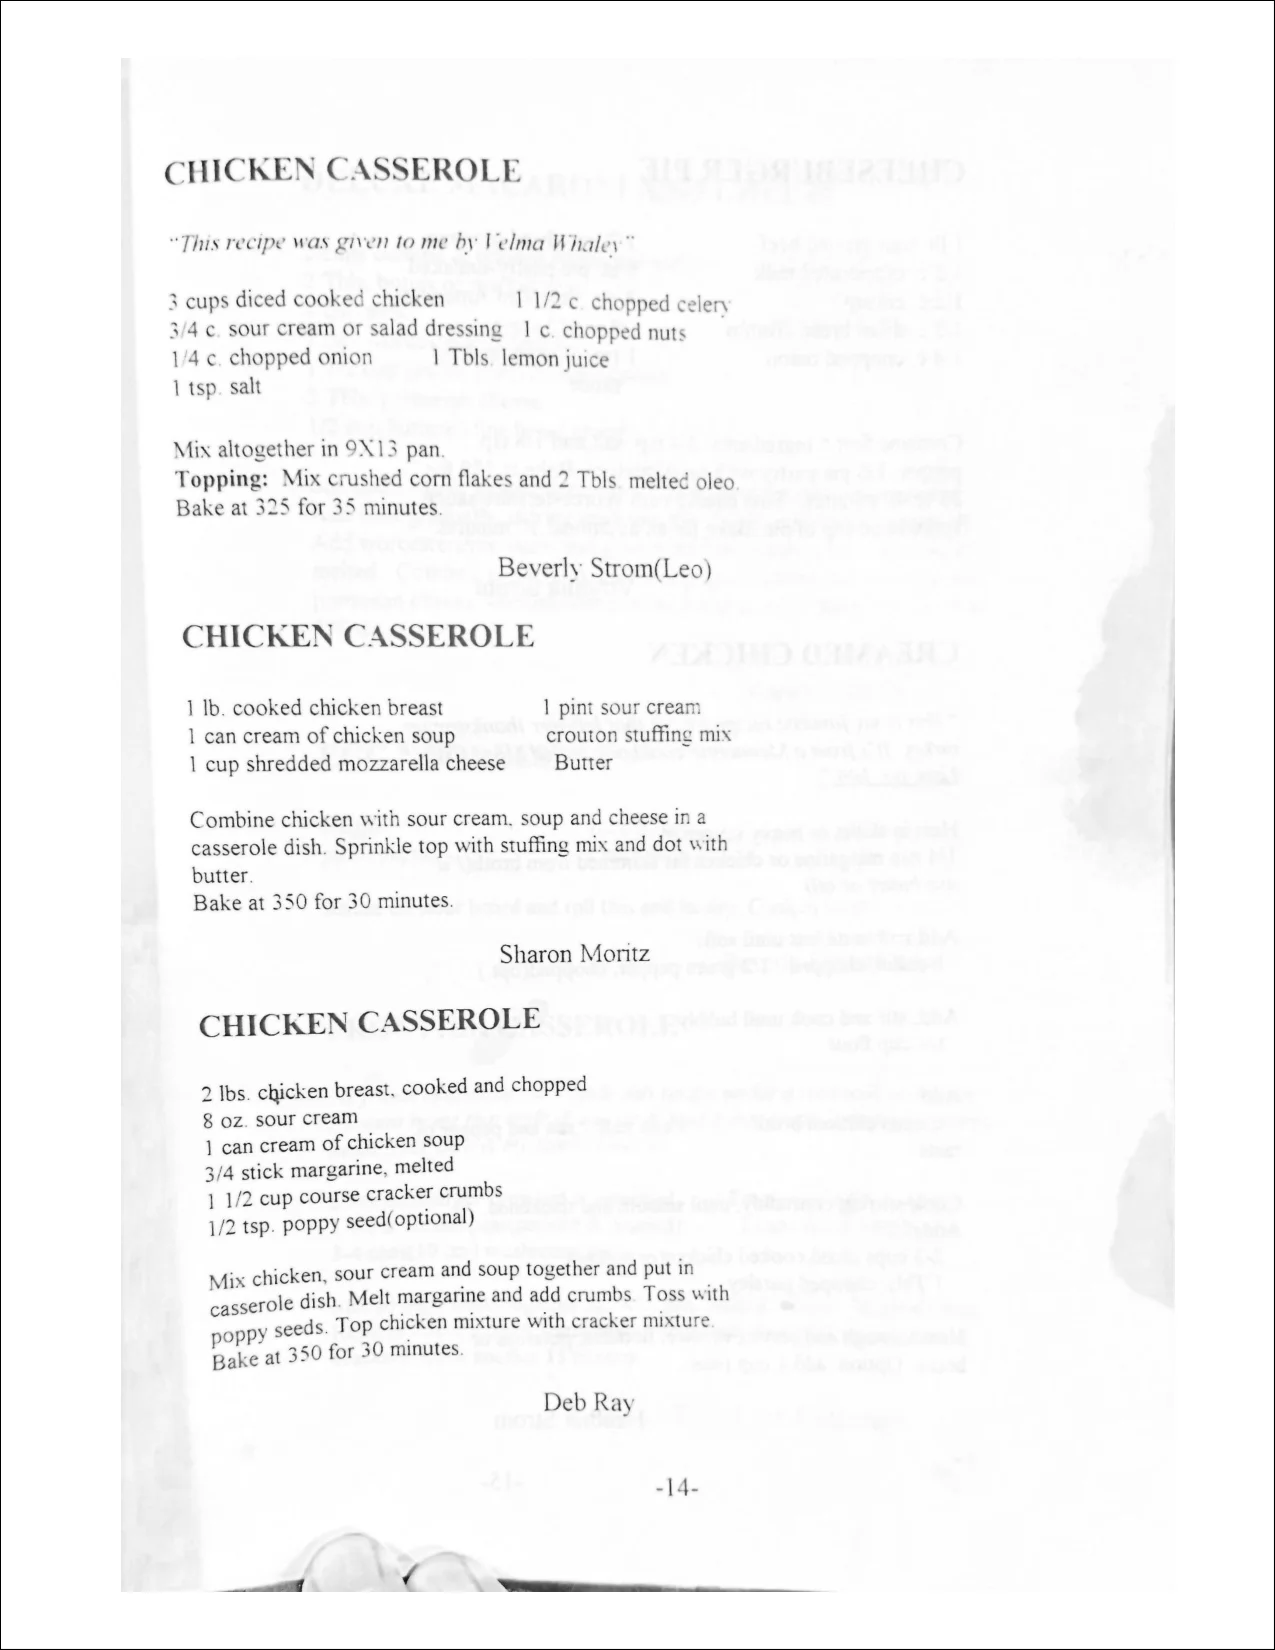 CHICKEN CASSEROLE
"This recipe was given to me by Velma Whaley"
3 cups diced cooked chicken 1 1/2 c. chopped celery
3/4 c. sour cream or salad dressing 1 c. chopped nuts
1/4 c. chopped onion 1 Tbls. lemon juice
1 tsp. salt
Mix altogether in 9X13 pan.
Topping: Mix crushed corn flakes and 2 Tbls. melted oleo.
Bake at 325 for 35 minutes.
Beverly Strom(Leo)
CHICKEN CASSEROLE
1 lb. cooked chicken breast 1 pint sour cream
1 can cream of chicken soup crouton stuffing mix
1 cup shredded mozzarella cheese Butter
Combine chicken with sour cream, soup and cheese in a
casserole dish. Sprinkle top with stuffing mix and dot with
butter.
Bake at 350 for 30 minutes.
Sharon Moritz
CHICKEN CASSEROLE
2 lbs. chicken breast, cooked and chopped
8 oz. sour cream
1 can cream of chicken soup
3/4 stick margarine, melted
1 1/2 cup course cracker crumbs
1/2 tsp. poppy seed(optional)
Mix chicken, sour cream and soup together and put in
casserole dish. Melt margarine and add crumbs. Toss with
poppy seeds. Top chicken mixture with cracker mixture.
Bake at 350 for 30 minutes.
Deb Ray
-14-